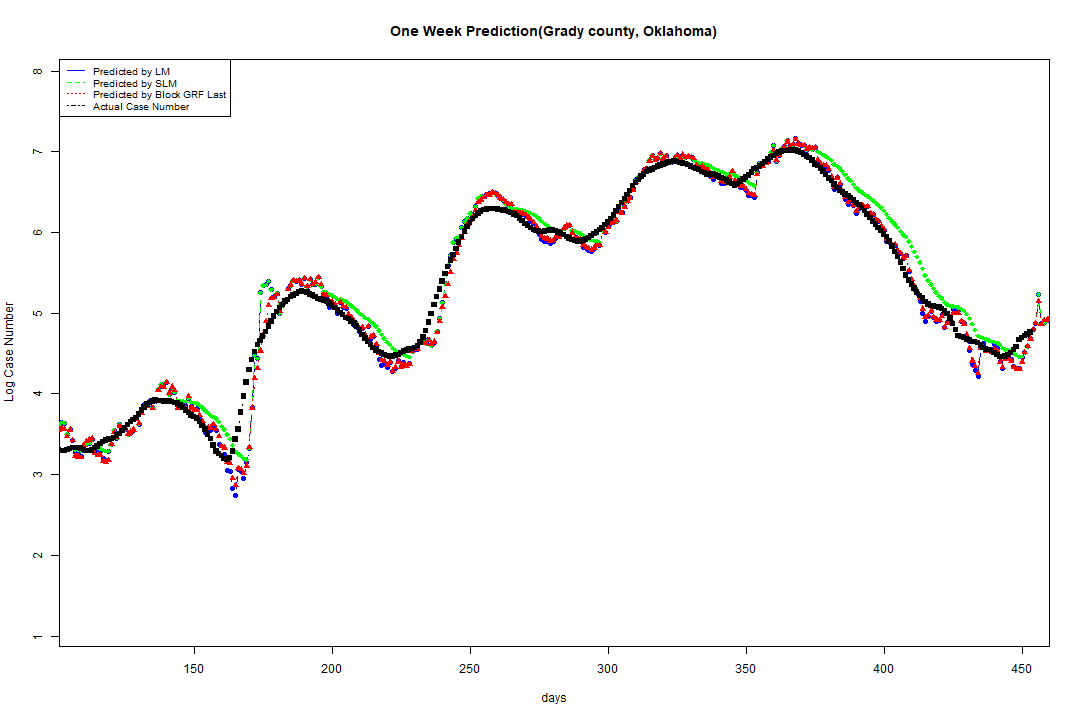 One Week Prediction(Grady county, Oklahoma)
Predicted by LM
Predicted by SLM
Predicted by Block GRF Last
Actual Case Number
8
7
6
5
4
3
2
1
Log Case Number
150 200 250 300 350 400 450
days